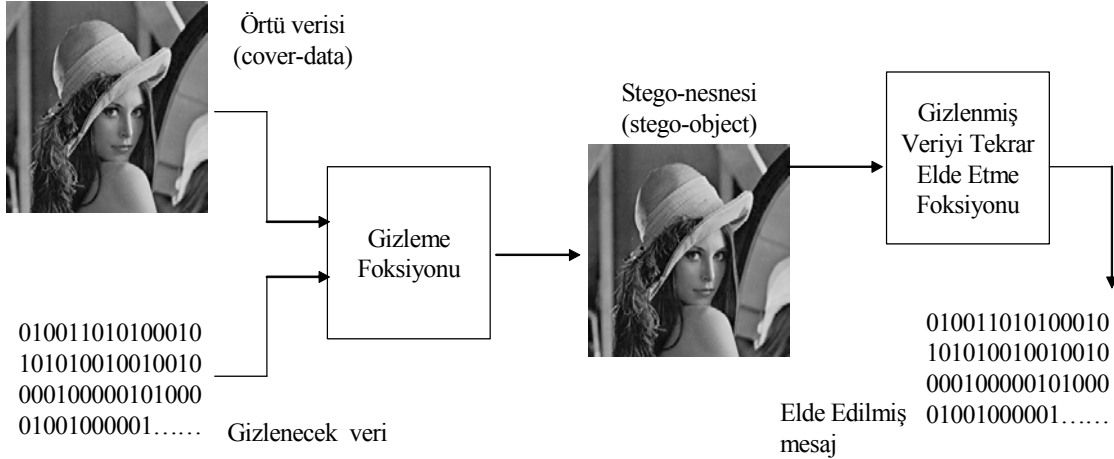 Örtü verisi
(cover-data)
Gizleme
Foksiyonu
010011010100010
101010010010010
000100000101000
01001000001……
Gizlenecek veri
Stego-nesnesi
(stego-object)
Gizlenmiş
Veriyi Tekrar
Elde Etme
Foksiyonu
010011010100010
101010010010010
000100000101000
01001000001……
Elde Edilmiş
mesaj